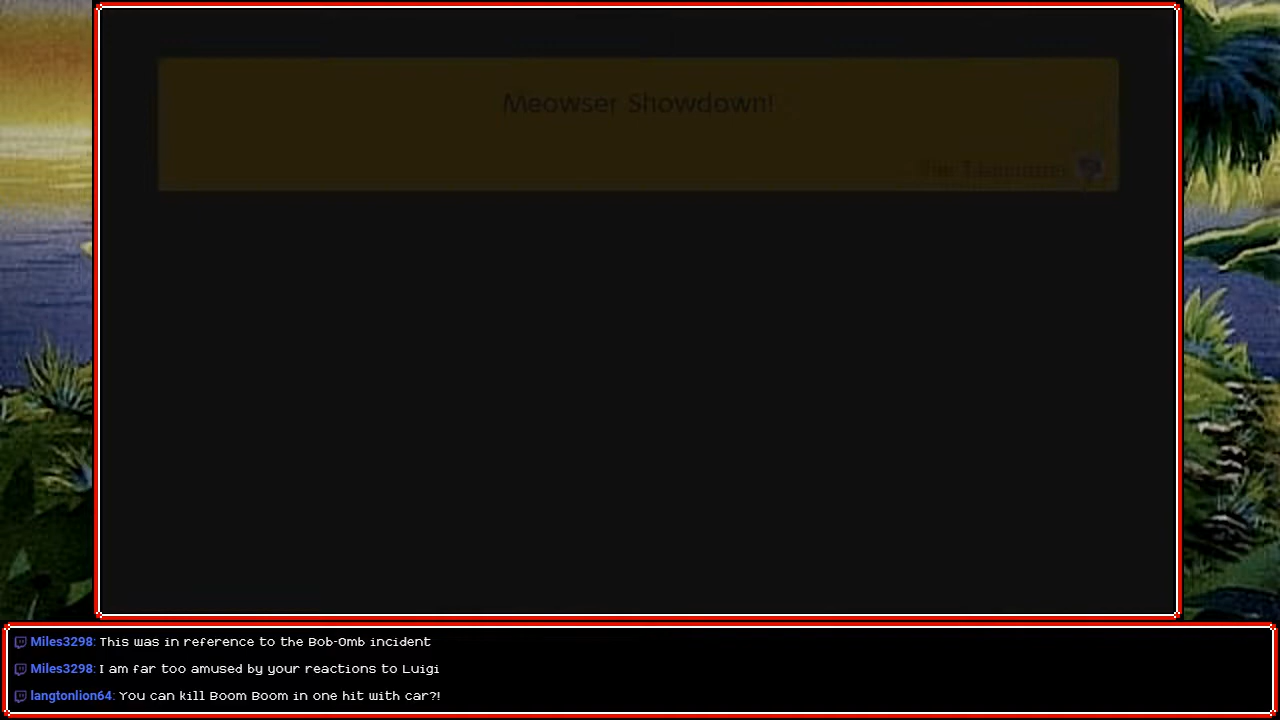 Meowser Showdown!
Miles3298: This was in reference to the Bob-Omb incident
Miles3298: I am far too amused by your reactions to Luigi
langtonlion64: You can kill Boom Boom in one hit with car?!